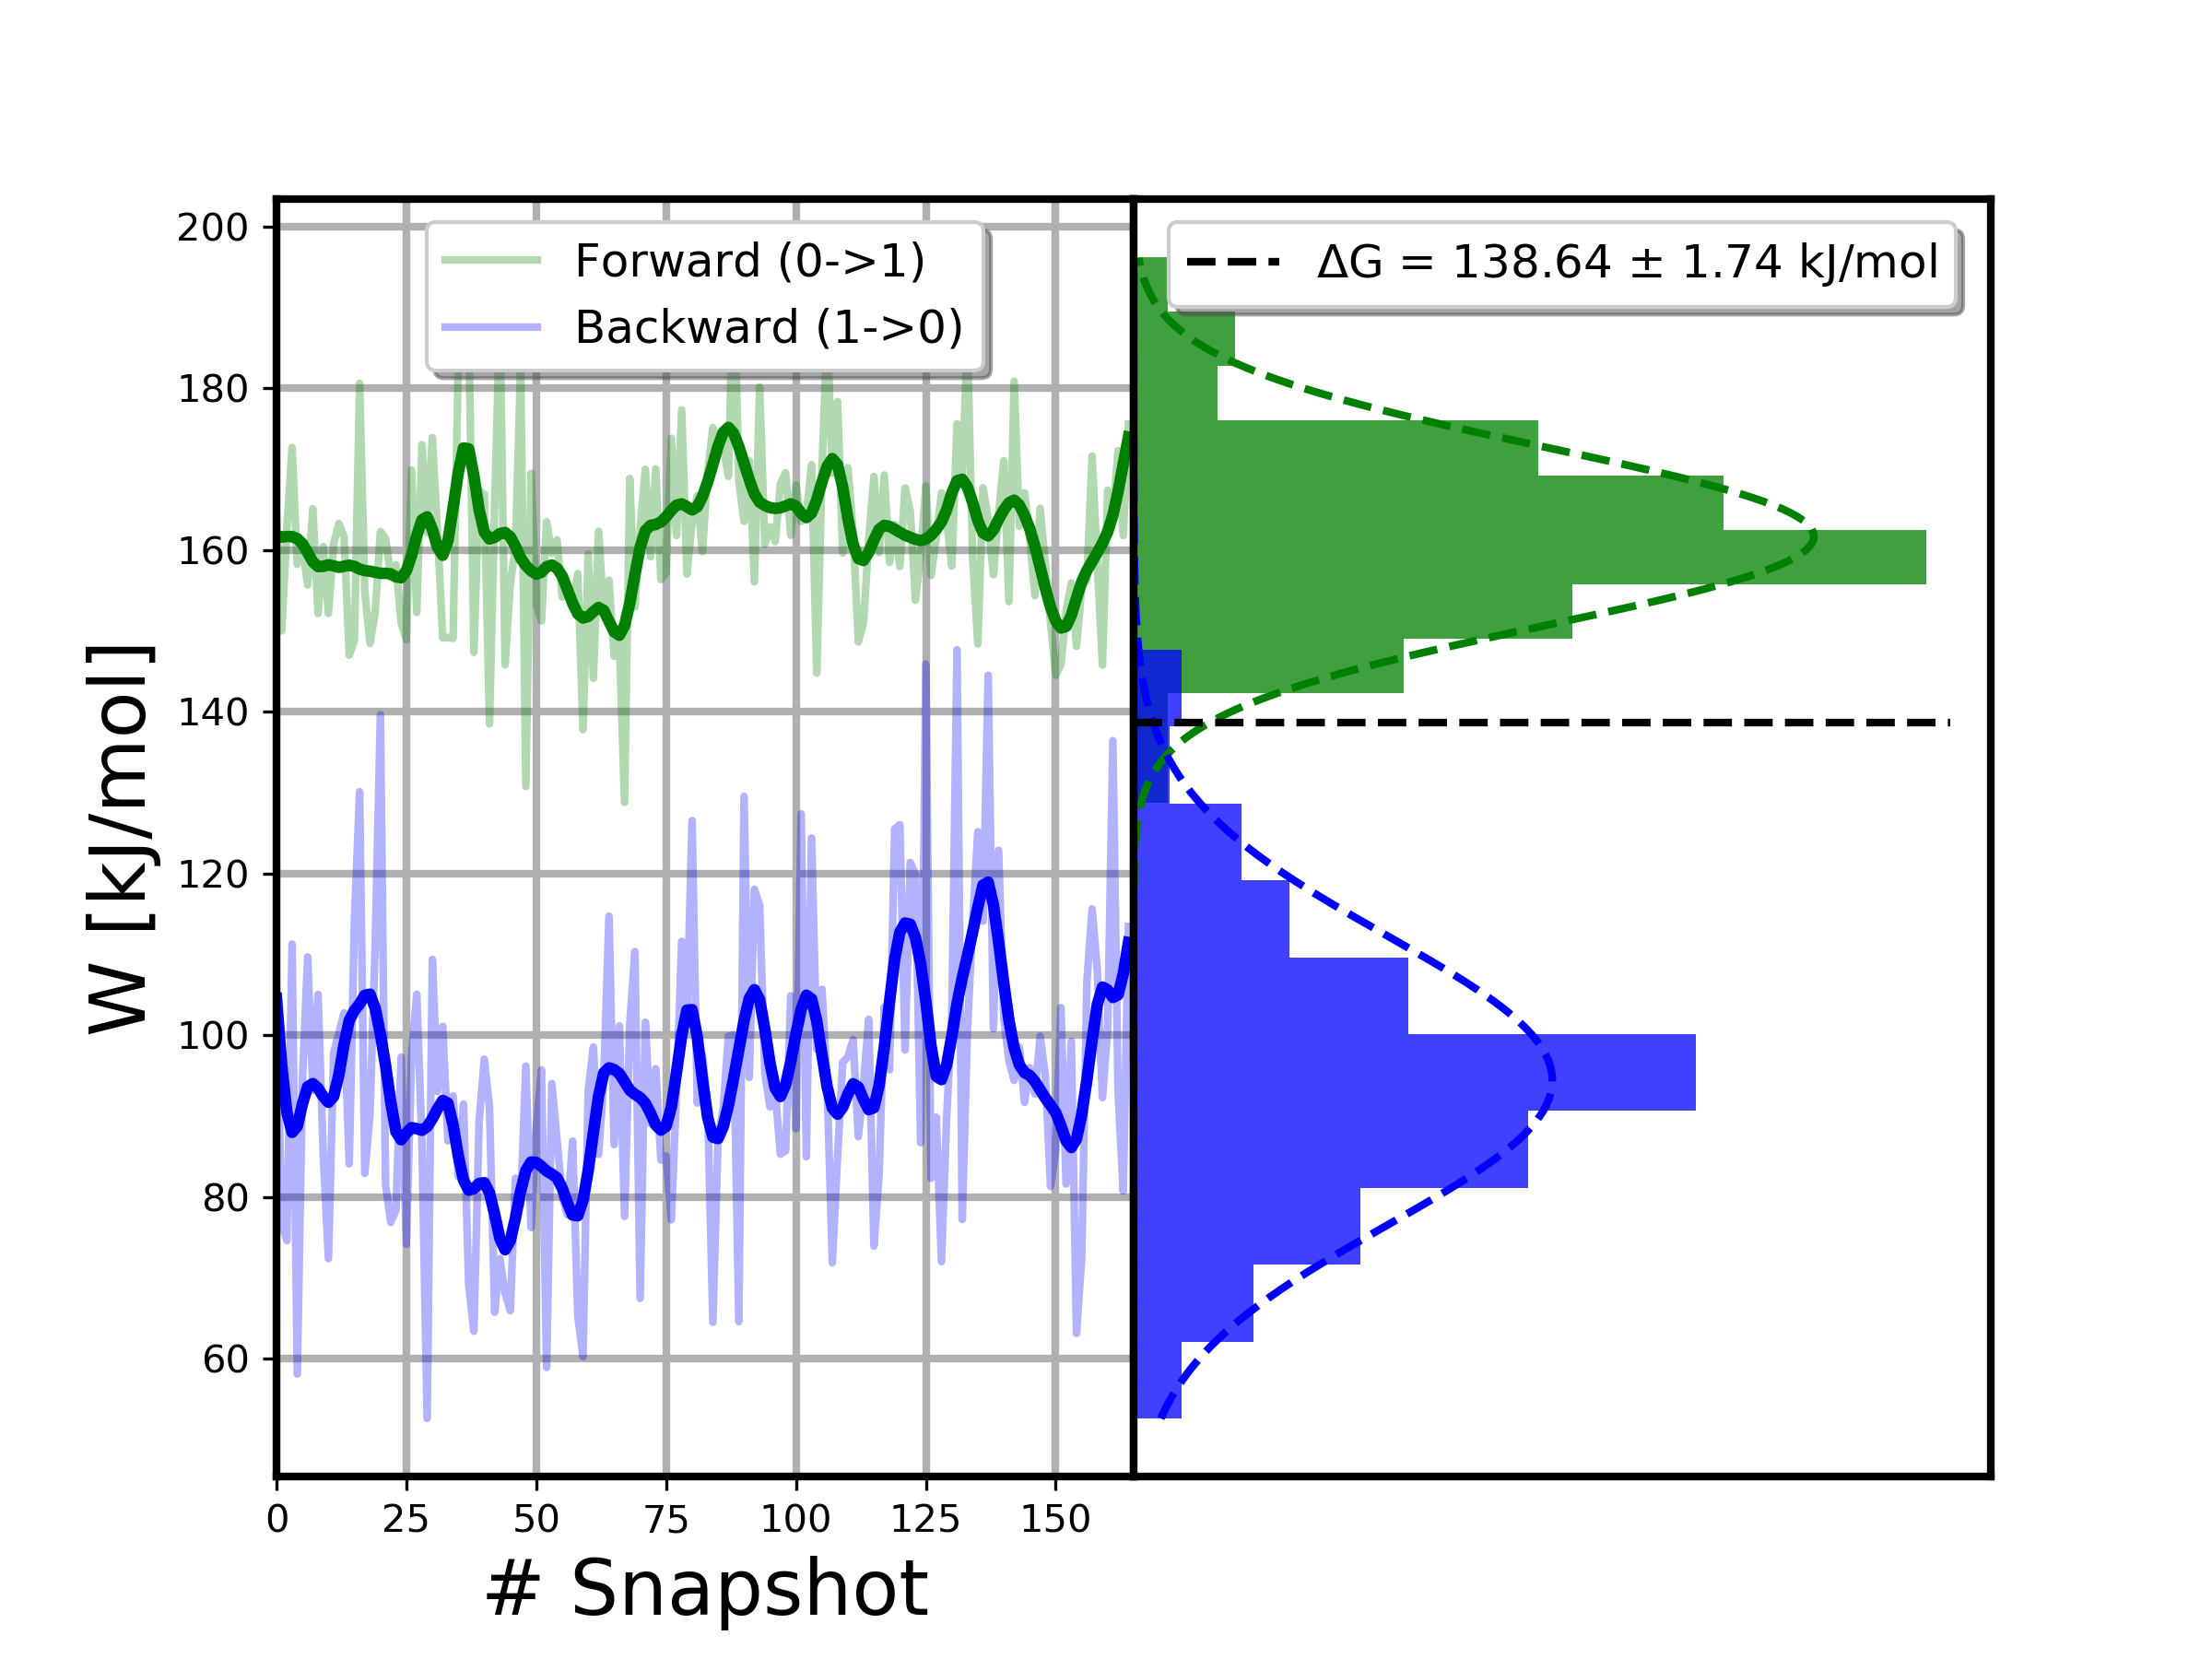 Forward (0->1)
Backward (1->0)
ΔG = 138.64 ± 1.74 kJ/mol
W [kJ/mol]
200
180
160
140
120
100
80
60
0 25 50 75 100 125 150
# Snapshot